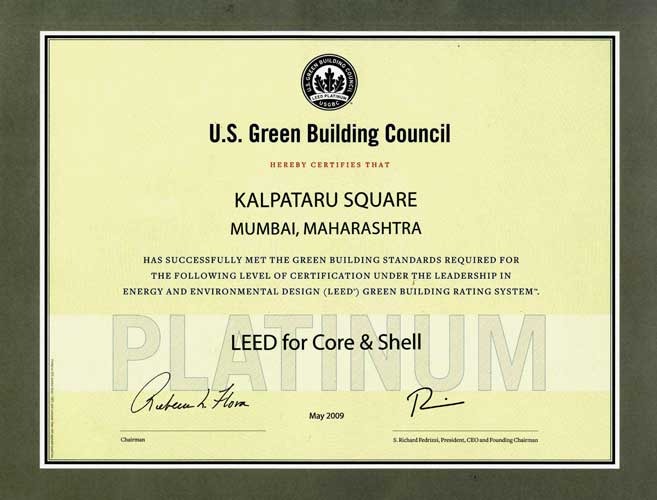 U.S. GREEN BUILDING COUNCIL
LEED PLATINUM
USGBC
U.S. Green Building Council
HEREBY CERTIFIES THAT
KALPATARU SQUARE
MUMBAI, MAHARASHTRA
HAS SUCCESSFULLY MET THE GREEN BUILDING STANDARDS REQUIRED FOR
THE FOLLOWING LEVEL OF CERTIFICATION UNDER THE LEADERSHIP IN
ENERGY AND ENVIRONMENTAL DESIGN (LEED®) GREEN BUILDING RATING SYSTEM™.
PLATINUM
LEED for Core & Shell
May 2009
Chairman
S. Richard Fedrizzi, President, CEO and Founding Chairman